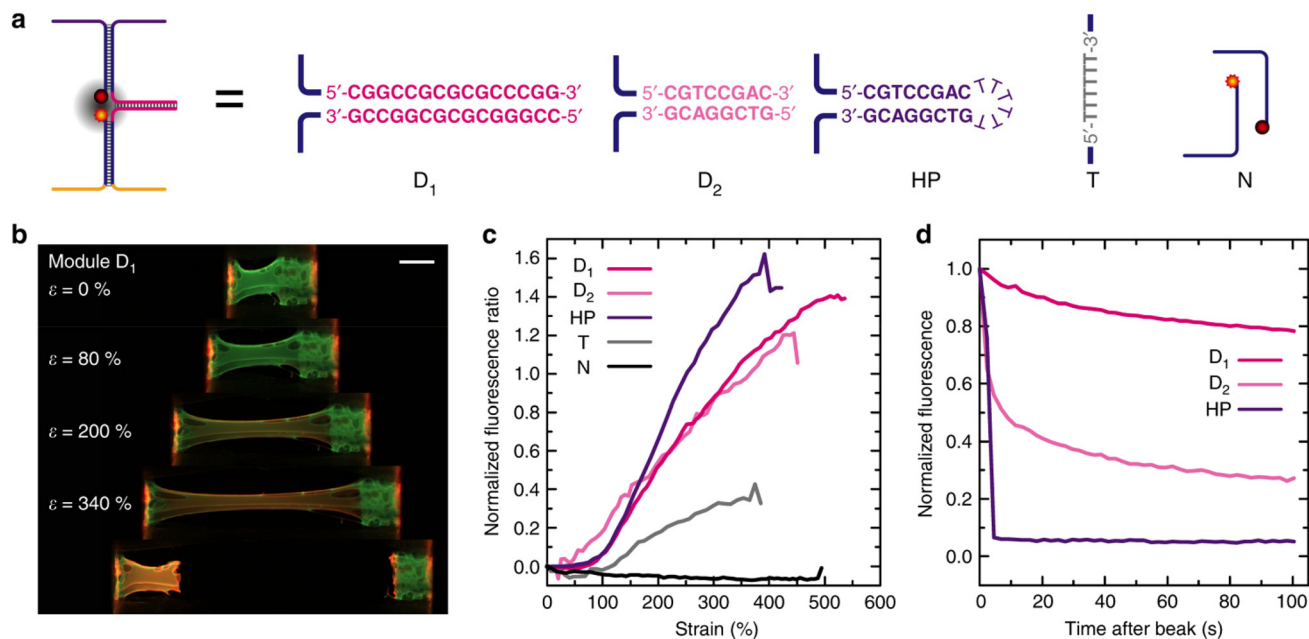 a
=
5′-CGGCCGCGCGCCCGG-3′
3′-GCCGGCGCGCGGGCC-5′
D1
5′-CGTCCGAC-3′
3′-GCAGGCTG-5′
D2
5′-CGTCCGAC
3′-GCAGGCTG
TTTTTTT
HP
5′-TTTTTT-3′
T
N
b
Module D1
ε = 0 %
ε = 80 %
ε = 200 %
ε = 340 %
c
Normalized fluorescence ratio
1.6
1.4
1.2
1.0
0.8
0.6
0.4
0.2
0.0
D1
D2
HP
T
N
0 100 200 300 400 500 600
Strain (%)
d
Normalized fluorescence
1.0
0.8
0.6
0.4
0.2
0.0
D1
D2
HP
0 20 40 60 80 100
Time after beak (s)